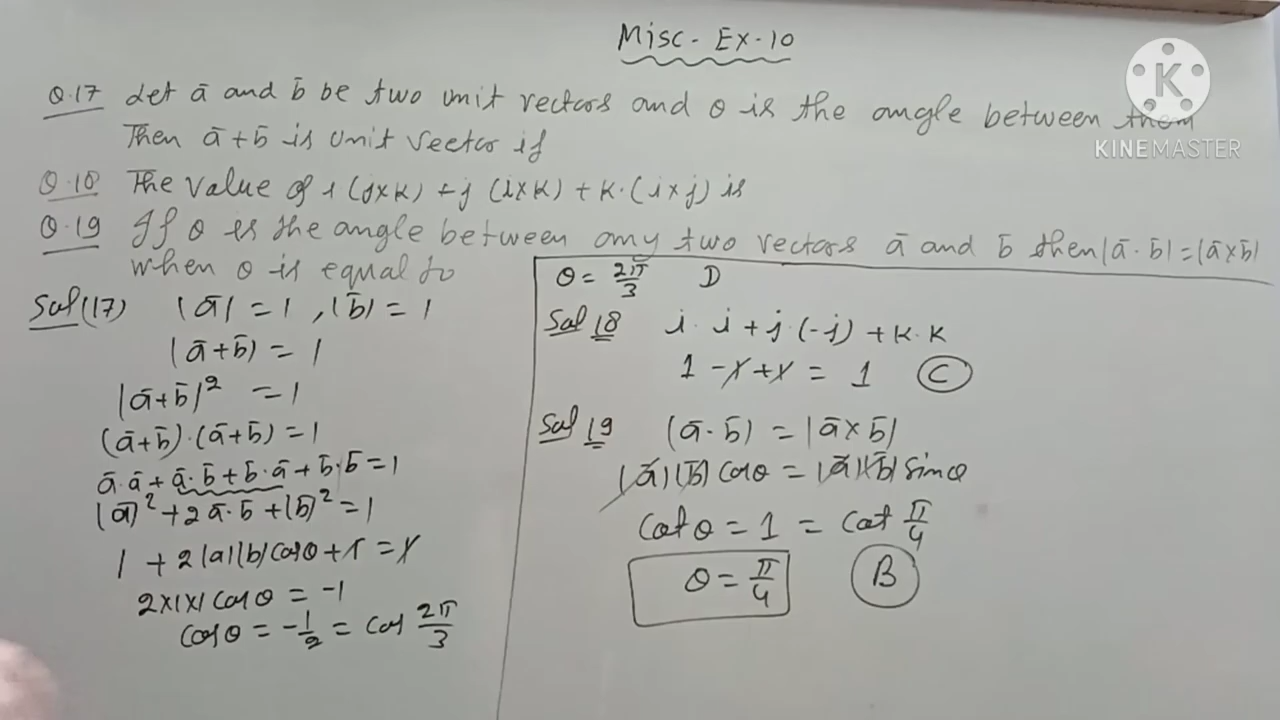 Misc - Ex - 10
K
KINEMASTER
Q.17 Let ā and b̄ be two unit vectors and θ is the angle between them
Then ā + b̄ is unit vector if
Q.18 The value of i (j×k) + j (i×k) + k·(i×j) is
Q.19 If θ is the angle between any two vectors ā and b̄ then |ā·b̄| = |ā×b̄|
when θ is equal to
Sol (17) |ā| = 1, |b̄| = 1
|ā+b̄| = 1
|ā+b̄|² = 1
(ā+b̄)·(ā+b̄) = 1
ā·ā + ā·b̄ + b̄·ā + b̄·b̄ = 1
|ā|² + 2ā·b̄ + |b̄|² = 1
1 + 2|a||b|cosθ + 1 = 1
2×1×1 cosθ = -1
cosθ = -1/2 = cos 2π/3
θ = 2π/3 D
Sol 18 i·i + j·(-j) + k·k
1 - 1 + 1 = 1 C
Sol 19 (ā·b̄) = |ā×b̄|
|ā||b̄| cosθ = |ā||b̄| sinθ
cotθ = 1 = cot π/4
θ = π/4 B